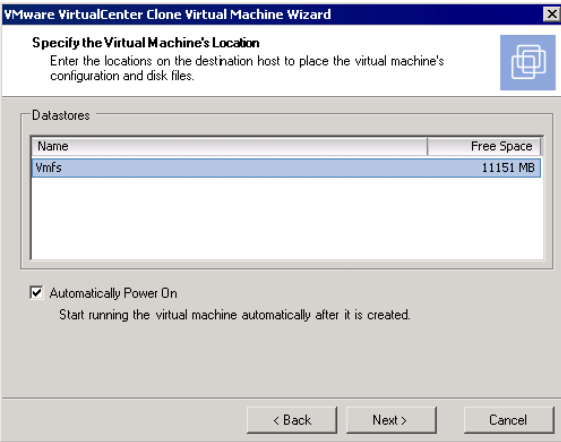 VMware VirtualCenter Clone Virtual Machine Wizard
Specify the Virtual Machine's Location
Enter the locations on the destination host to place the virtual machine's
configuration and disk files.
Datastores
Name Free Space
Vmfs 11151 MB
Automatically Power On
Start running the virtual machine automatically after it is created.
< Back Next > Cancel